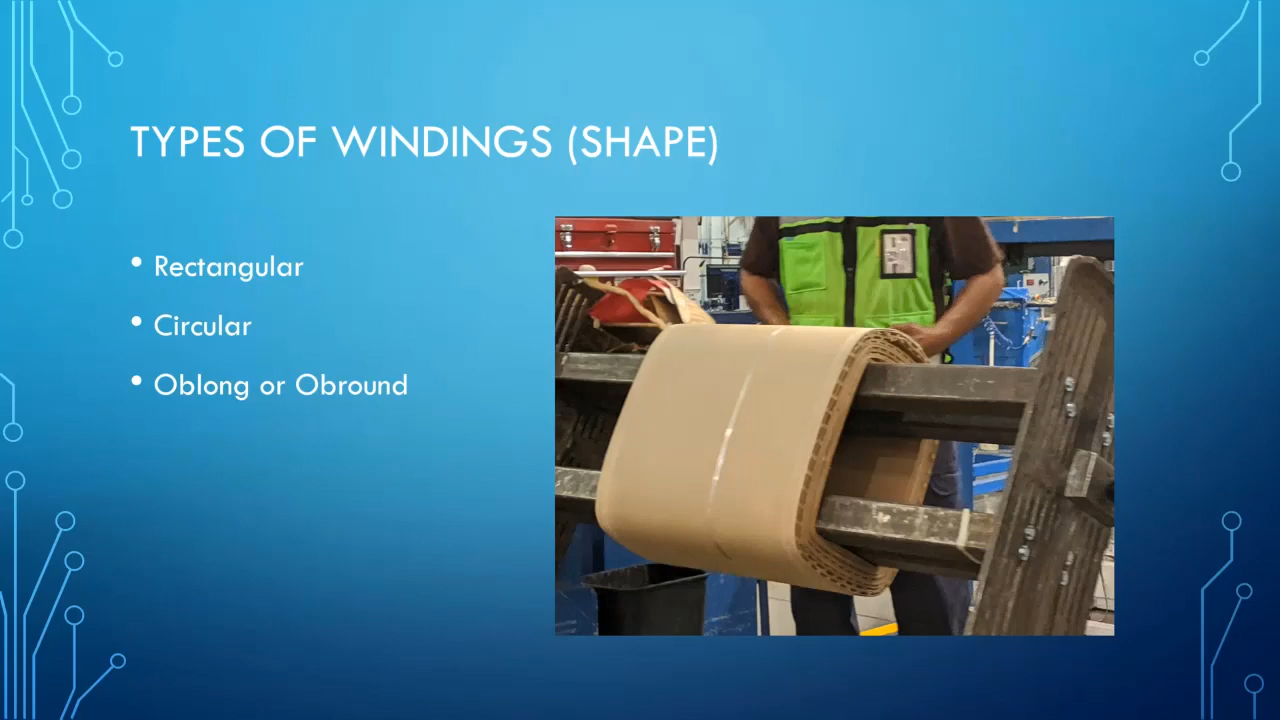 TYPES OF WINDINGS (SHAPE)
• Rectangular
• Circular
• Oblong or Obround